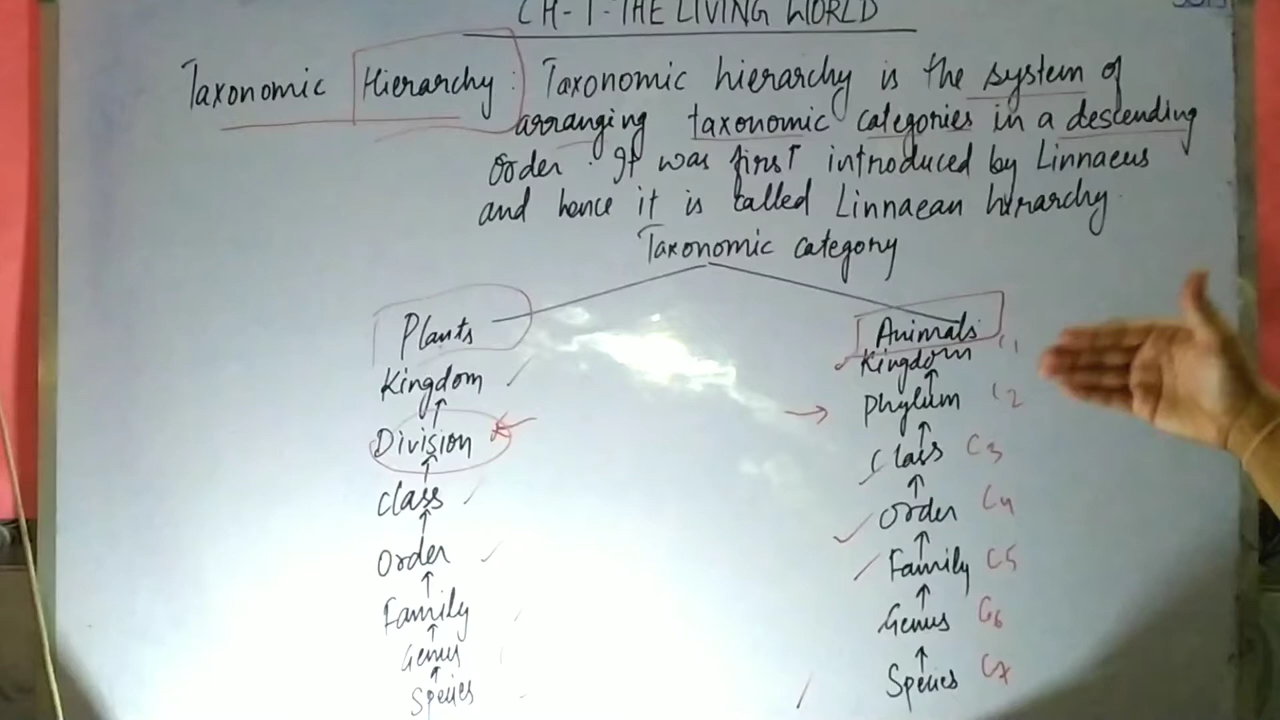 CH-1-THE LIVING WORLD
Taxonomic Hierarchy: Taxonomic hierarchy is the system of
arranging taxonomic categories in a descending
order. It was first introduced by Linnaeus
and hence it is called Linnaean hirarchy.
Taxonomic category
Plants
Kingdom
Division
Class
Order
Family
Genus
Species
Animals
Kingdom C1
Phylum C2
Class C3
Order C4
Family C5
Genus C6
Species C7